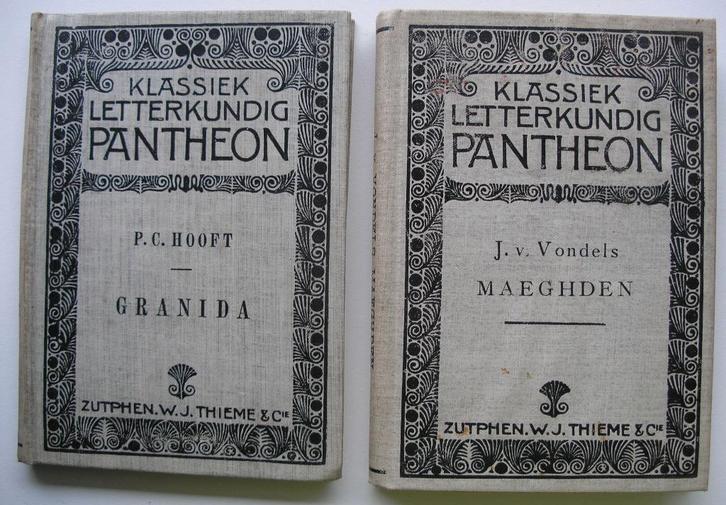 KLASSIEK
LETTERKUNDIG
PANTHEON
P.C. HOOFT
GRANIDA
ZUTPHEN. W. J. THIEME & CIE
KLASSIEK
LETTERKUNDIG
PANTHEON
J. v. Vondels
MAEGHDEN
ZUTPHEN. W. J. THIEME & CIE